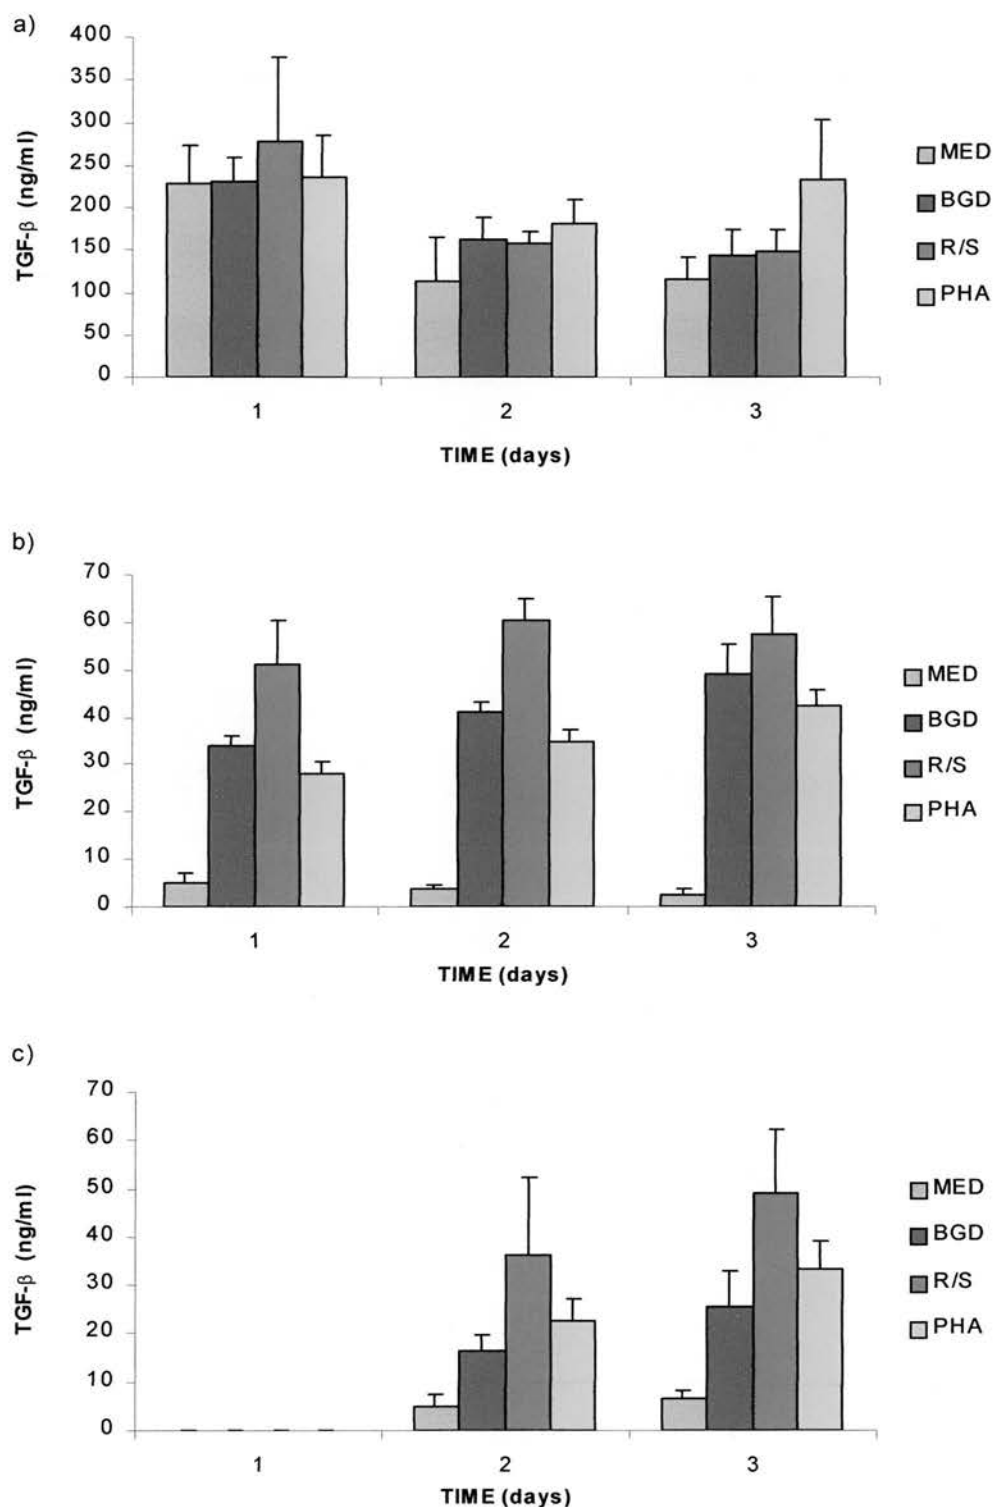 a)
400
350
300
250
200
150
100
50
0
TGF-β (ng/ml)
1 2 3
TIME (days)
MED
BGD
R/S
PHA
b)
70
60
50
40
30
20
10
0
TGF-β (ng/ml)
1 2 3
TIME (days)
MED
BGD
R/S
PHA
c)
70
60
50
40
30
20
10
0
TGF-β (ng/ml)
1 2 3
TIME (days)
MED
BGD
R/S
PHA